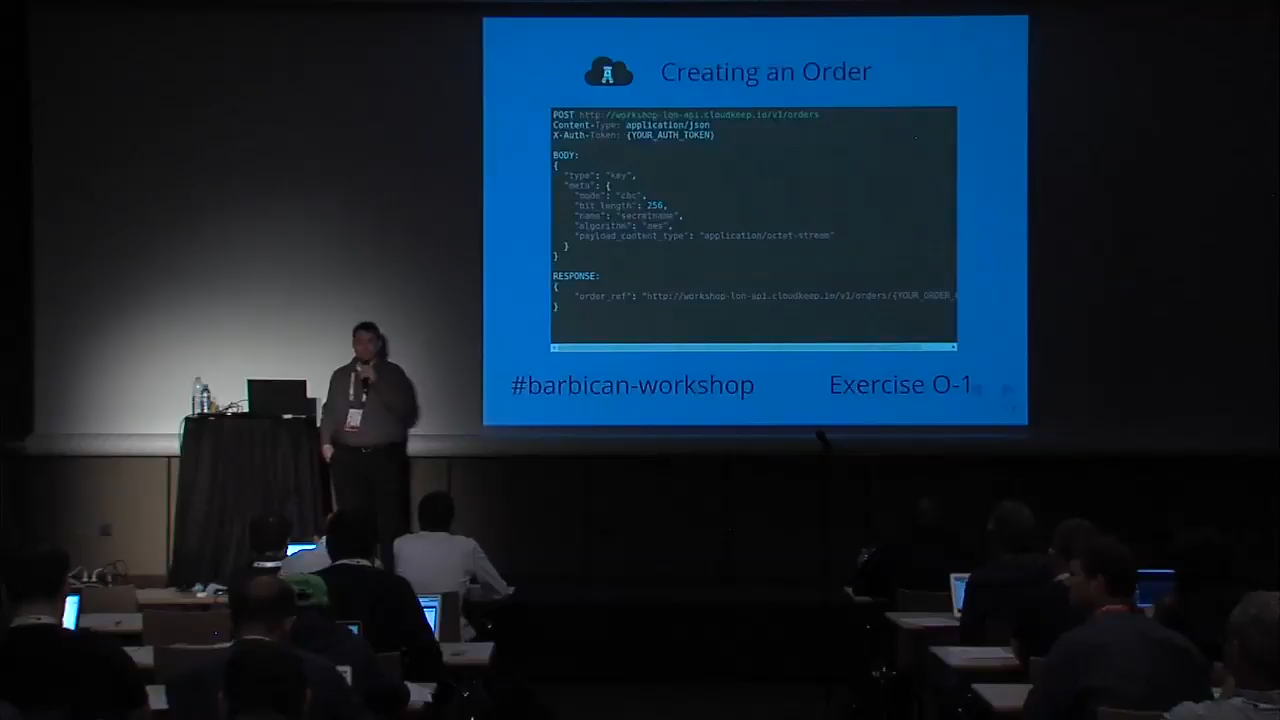 Creating an Order
POST http://workshop-lon-api.cloudkeep.io/v1/orders
Content-Type: application/json
X-Auth-Token: {YOUR_AUTH_TOKEN}
BODY:
{
"type": "key",
"meta": {
"mode": "cbc",
"bit_length": 256,
"name": "secretname",
"algorithm": "aes",
"payload_content_type": "application/octet-stream"
}
}
RESPONSE:
{
"order_ref": "http://workshop-lon-api.cloudkeep.io/v1/orders/{YOUR_ORDER_
}
#barbican-workshop Exercise O-1